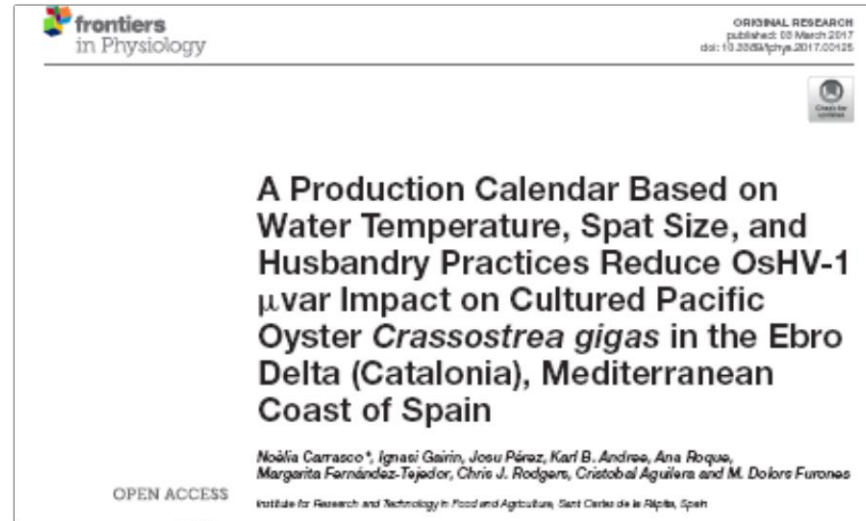 frontiers
in Physiology
ORIGINAL RESEARCH
published: 03 March 2017
doi: 10.3389/fphys.2017.00125
Check for
updates
A Production Calendar Based on
Water Temperature, Spat Size, and
Husbandry Practices Reduce OsHV-1
μvar Impact on Cultured Pacific
Oyster Crassostrea gigas in the Ebro
Delta (Catalonia), Mediterranean
Coast of Spain
Noèlia Carrasco*, Ignasi Gairin, Josu Pérez, Karl B. Andree, Ana Roque,
Margarita Fernández-Tejedor, Chris J. Rodgers, Cristobal Aguilera and M. Dolors Furones
OPEN ACCESS
Institute for Research and Technology in Food and Agriculture, Sant Carles de la Ràpita, Spain